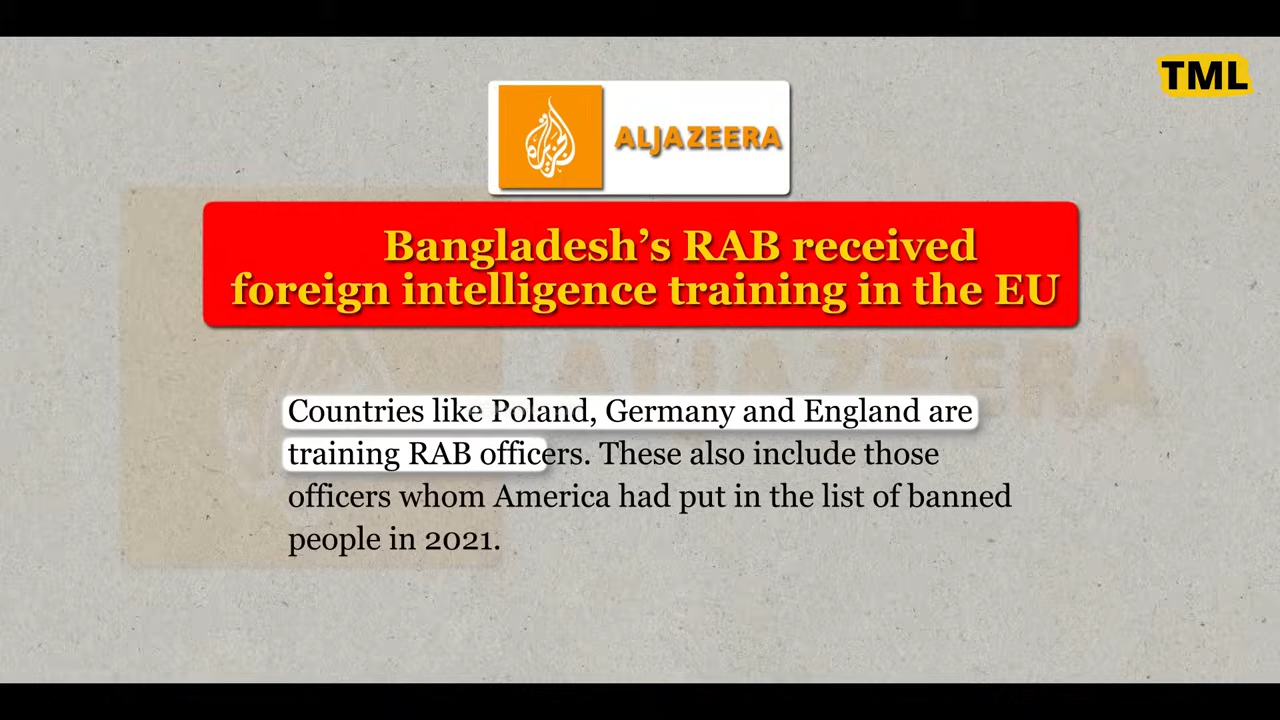 TML
الجزيرة
ALJAZEERA
Bangladesh's RAB received
foreign intelligence training in the EU
ALJAZEERA
Countries like Poland, Germany and England are
training RAB officers. These also include those
officers whom America had put in the list of banned
people in 2021.